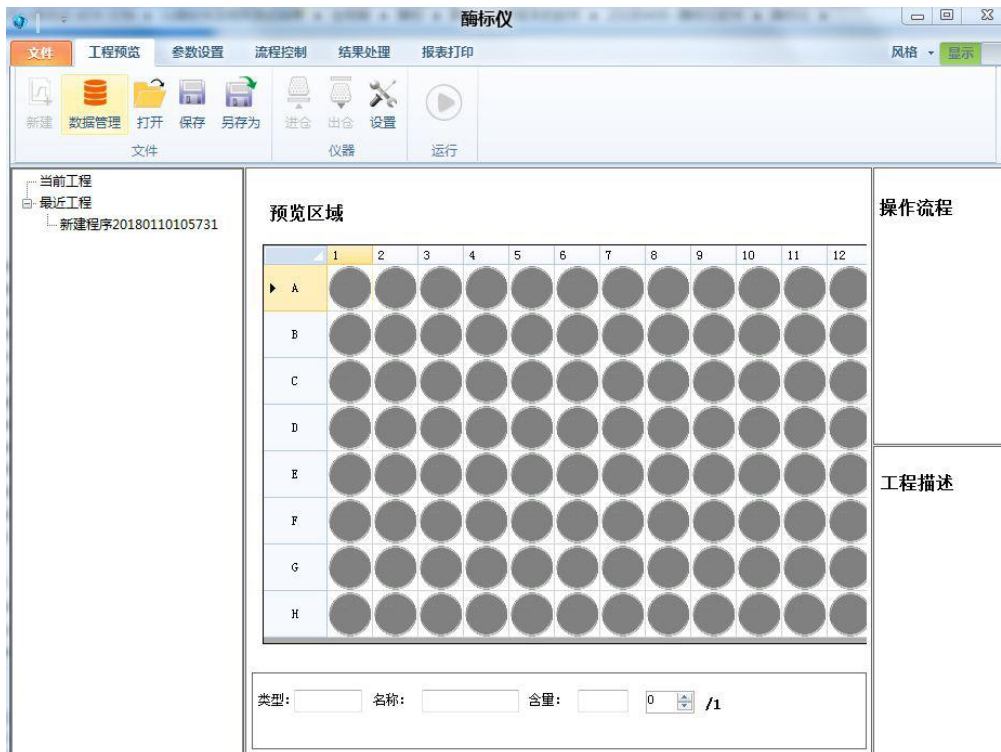 酶标仪
文件 工程预览 参数设置 流程控制 结果处理 报表打印 风格 显示
新建 数据管理 打开 保存 另存为 进仓 出仓 设置
文件 仪器 运行
当前工程
最近工程
新建程序20180110105731
预览区域
操作流程
1 2 3 4 5 6 7 8 9 10 11 12
A
B
C
D
E
工程描述
F
G
H
类型: 名称: 含量: 0 /1